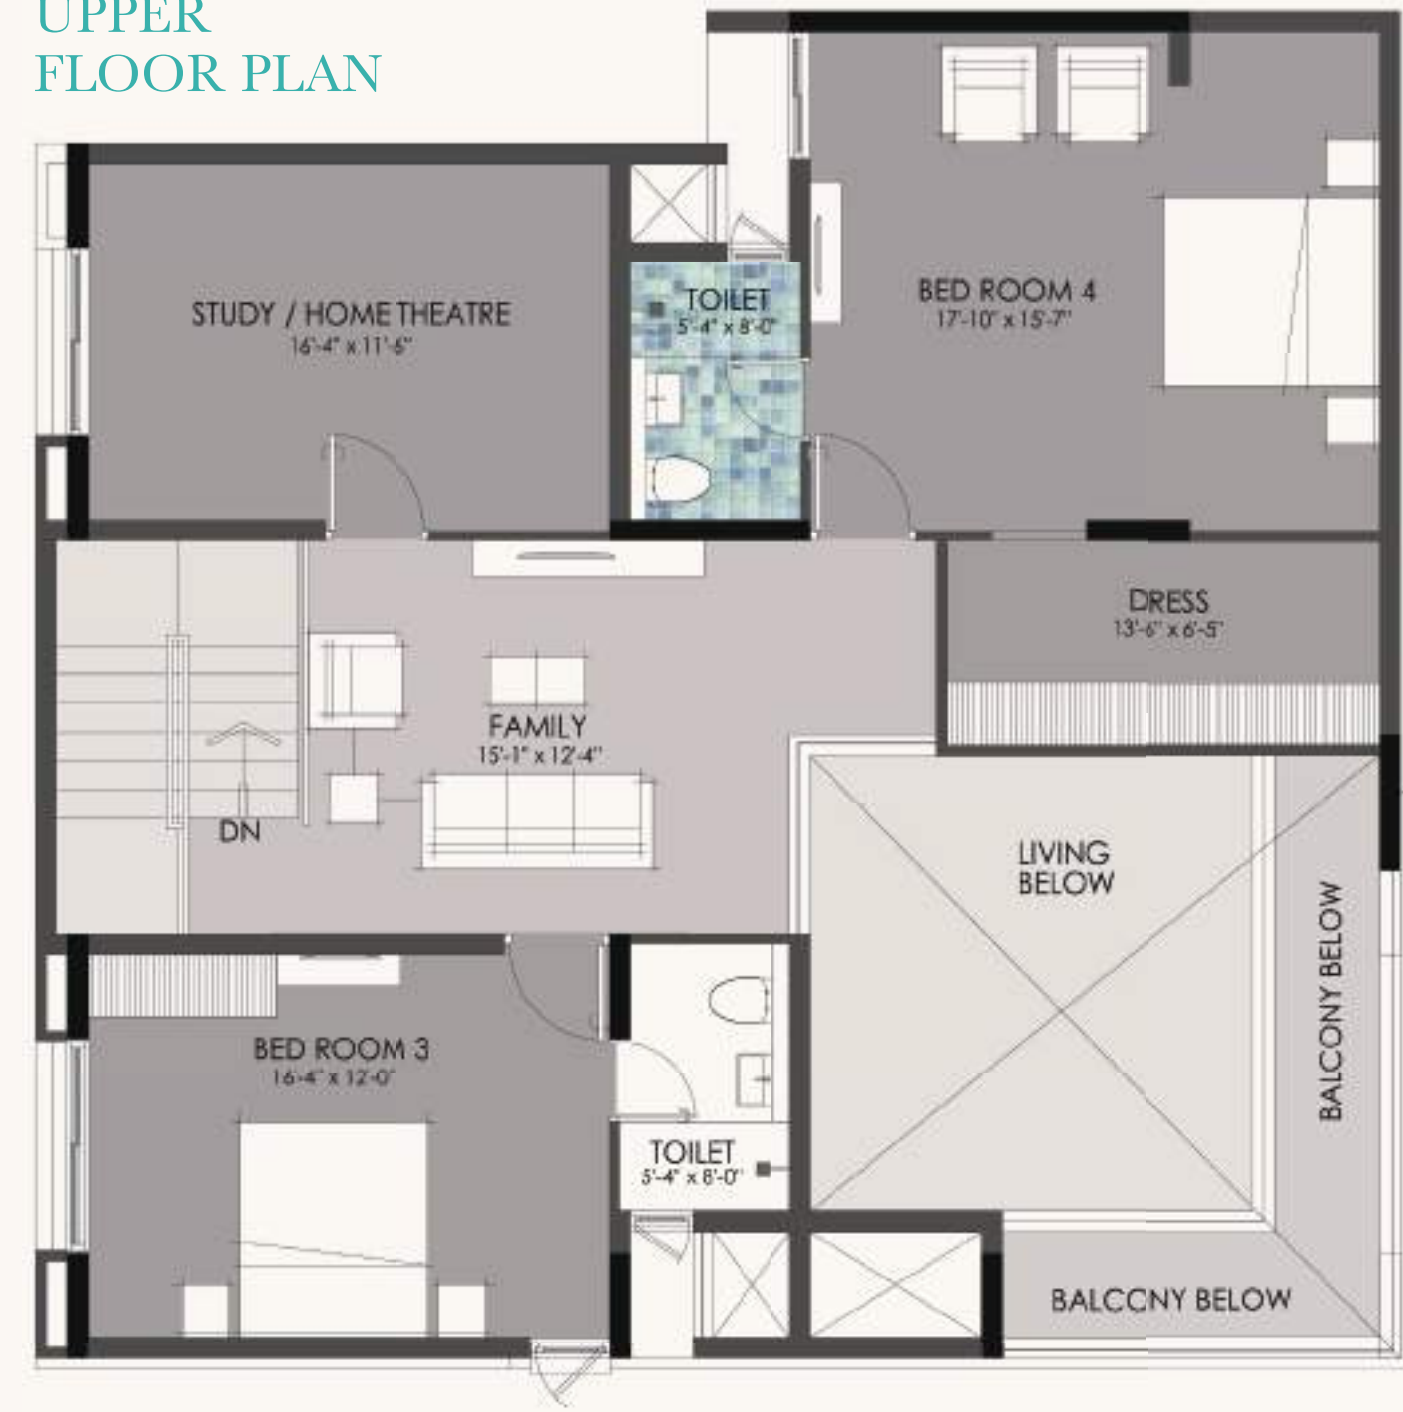 UPPER
FLOOR PLAN
STUDY / HOME THEATRE
16'-4" x 11'-6"
TOILET
5'-4" x 8'-0"
BED ROOM 4
17'-10" x 15'-7"
DRESS
13'-6" x 6'-5"
FAMILY
15'-1" x 12'-4"
DN
LIVING
BELOW
BALCONY BELOW
BED ROOM 3
16-4" x 12'-0"
TOILET
5'-4" x 8'-0"
BALCONY BELOW